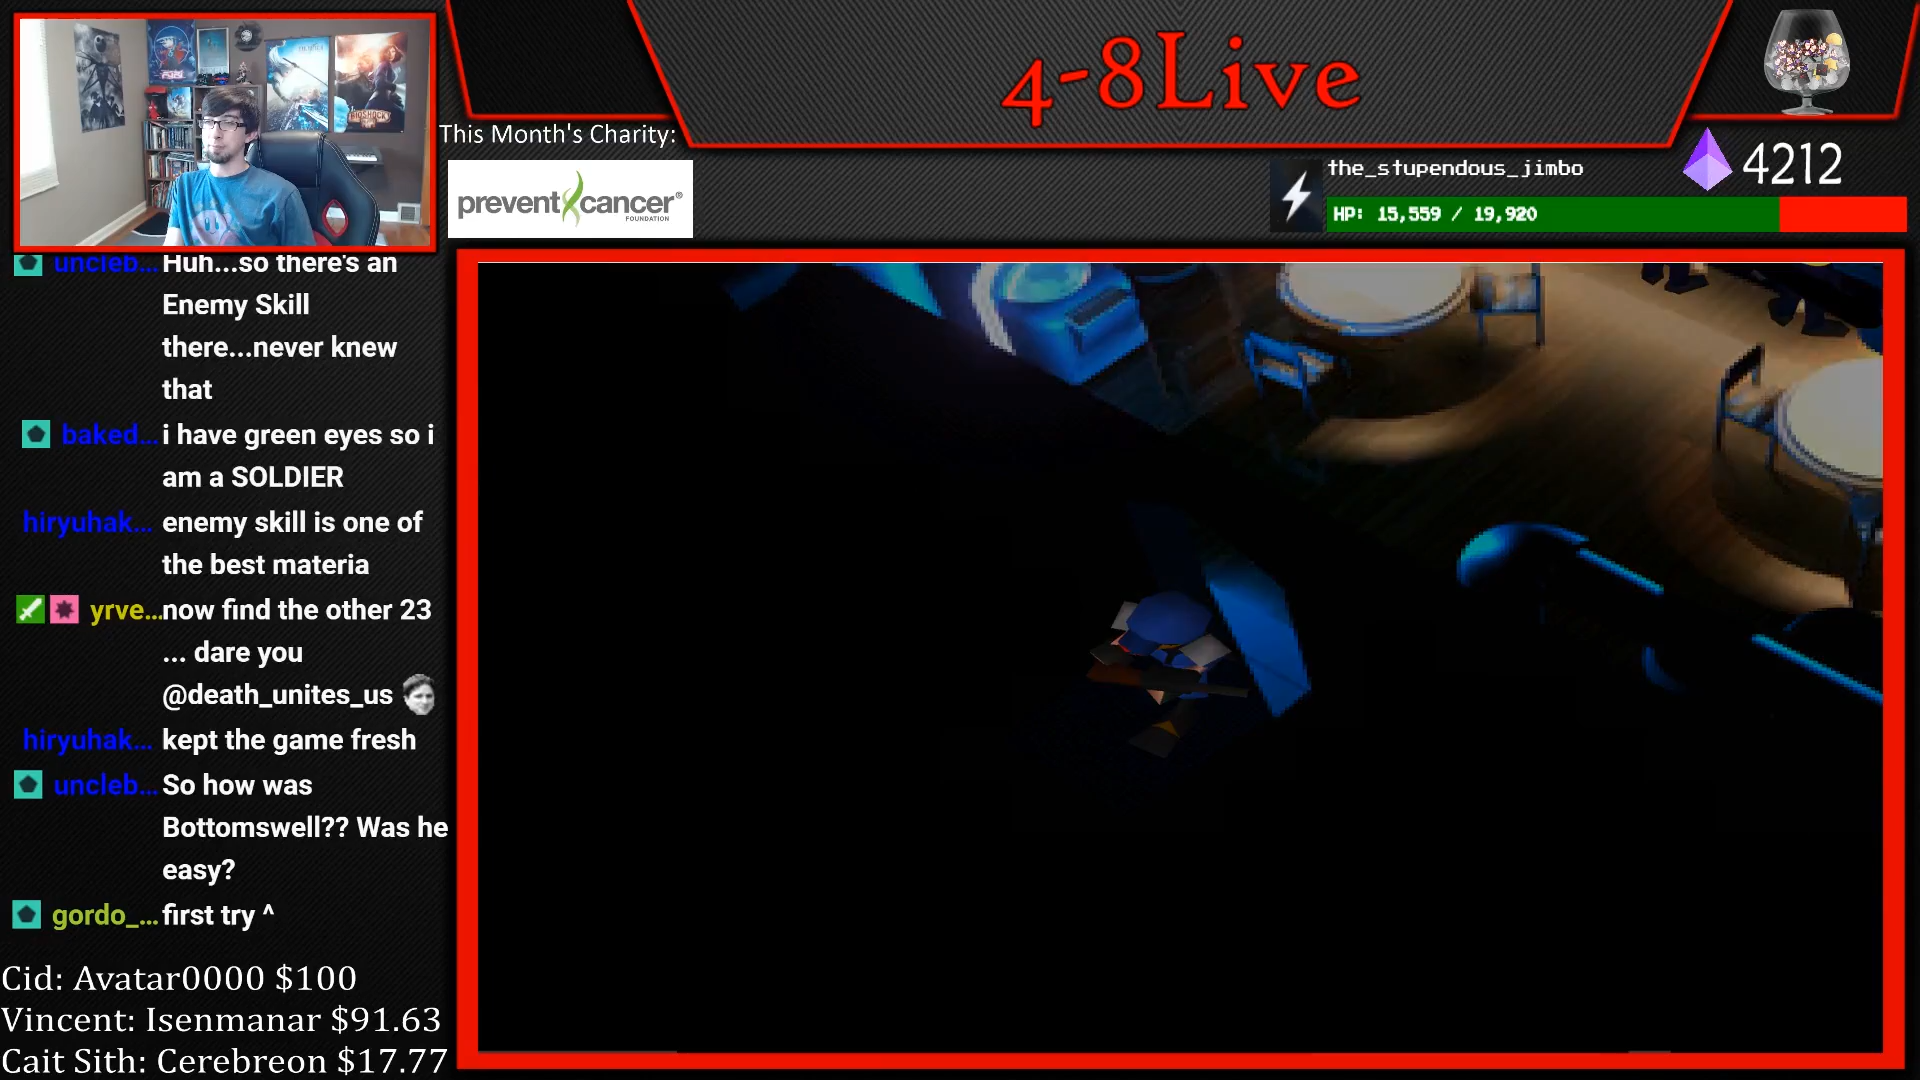 4-8Live
This Month's Charity:
prevent cancer®
FOUNDATION
the_stupendous_jimbo
4212
HP: 15,559 / 19,920
BIOSHOCK
uncleb... Huh...so there's an
Enemy Skill
there...never knew
that
baked... i have green eyes so i
am a SOLDIER
hiryuhak... enemy skill is one of
the best materia
yrve... now find the other 23
... dare you
@death_unites_us
hiryuhak... kept the game fresh
uncleb... So how was
Bottomswell?? Was he
easy?
gordo_... first try ^
Cid: Avatar0000 $100
Vincent: Isenmanar $91.63
Cait Sith: Cerebreon $17.77